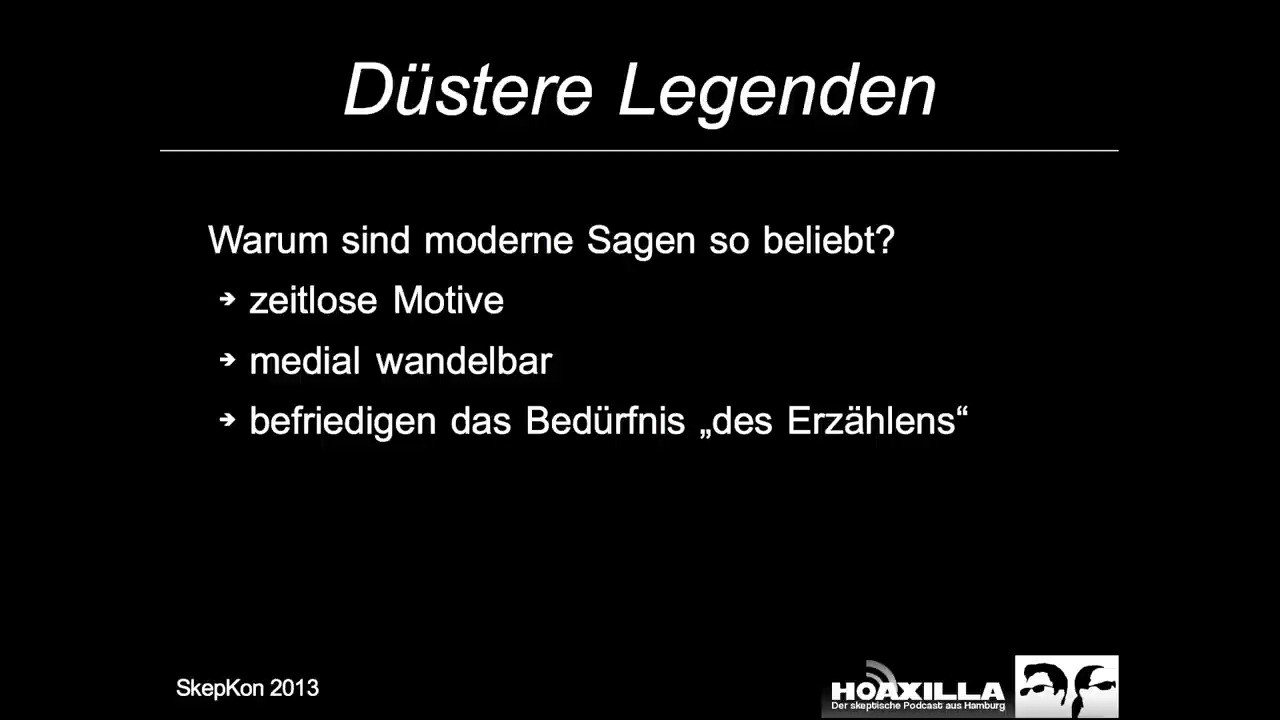 Düstere Legenden
Warum sind moderne Sagen so beliebt?
➔ zeitlose Motive
➔ medial wandelbar
➔ befriedigen das Bedürfnis „des Erzählens“
SkepKon 2013
HOAXILLA
Der skeptische Podcast aus Hamburg